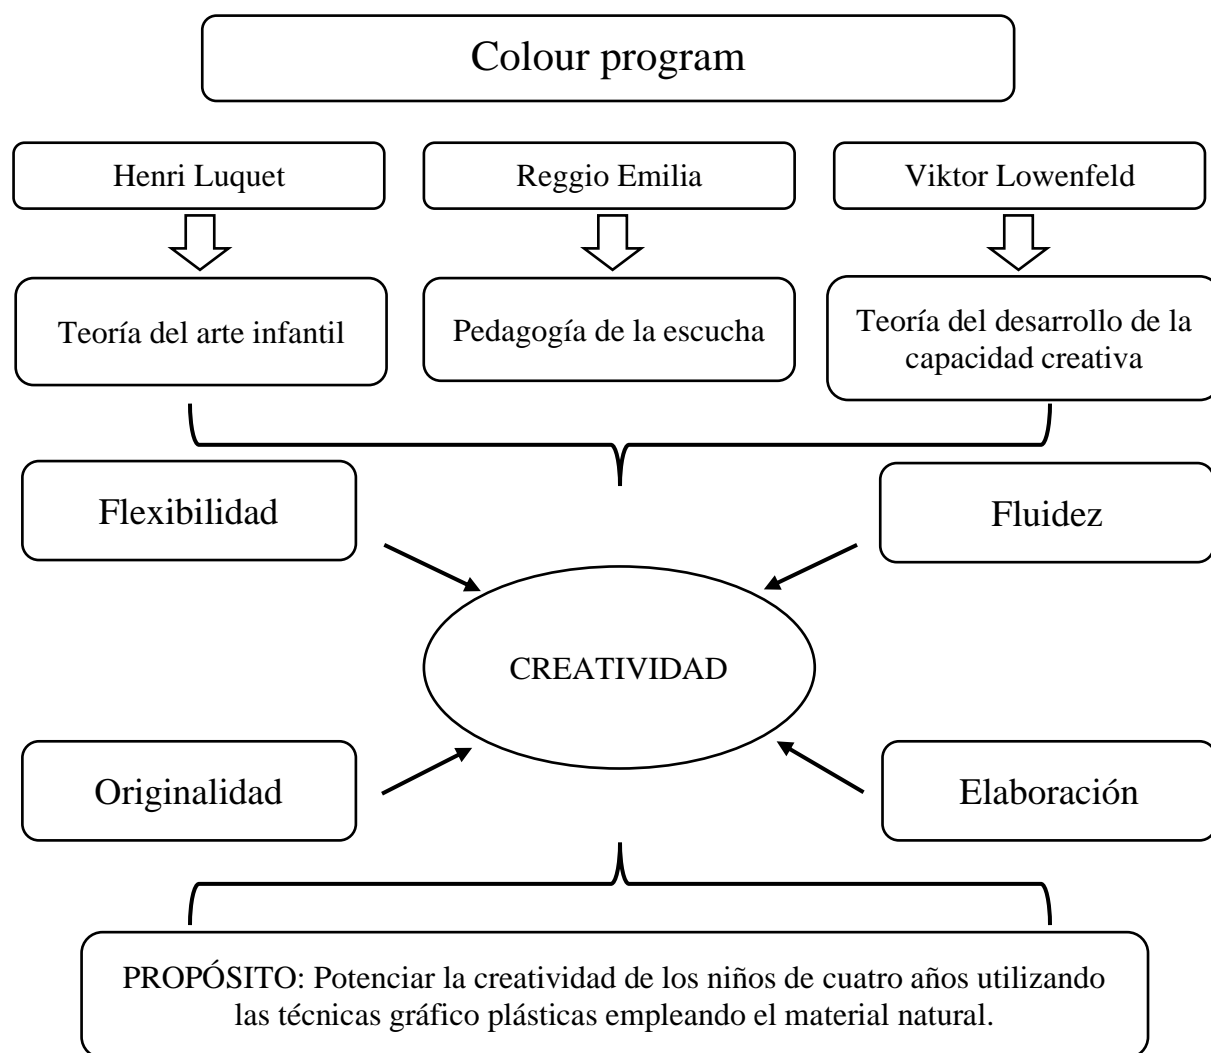 Colour program
Henri Luquet
Reggio Emilia
Viktor Lowenfeld
Teoría del arte infantil
Pedagogía de la escucha
Teoría del desarrollo de la
capacidad creativa
Flexibilidad
Fluidez
CREATIVIDAD
Originalidad
Elaboración
PROPÓSITO: Potenciar la creatividad de los niños de cuatro años utilizando
las técnicas gráfico plásticas empleando el material natural.